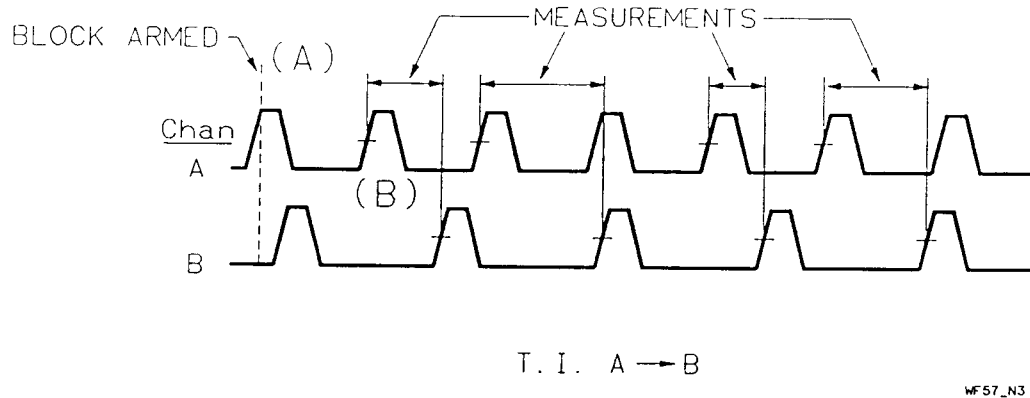 MEASUREMENTS
BLOCK ARMED
(A)
Chan
A
(B)
B
T. I. A → B
WF57_N3